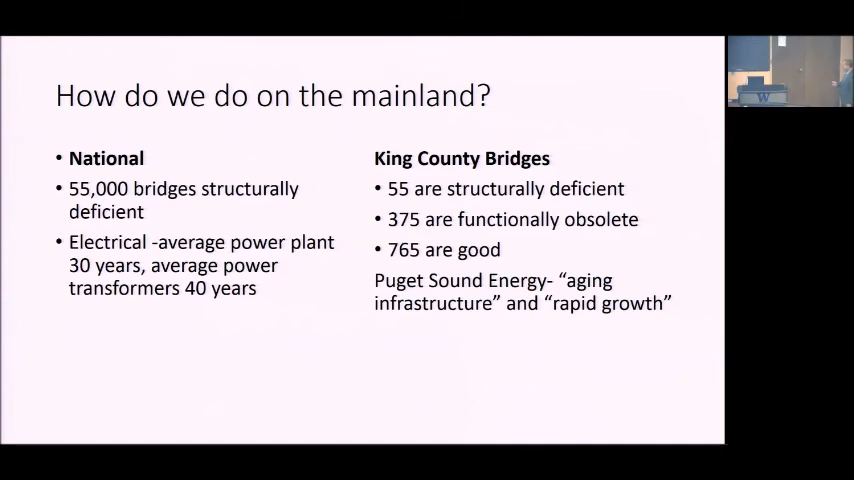 How do we do on the mainland?
• National
• 55,000 bridges structurally
deficient
• Electrical -average power plant
30 years, average power
transformers 40 years
King County Bridges
• 55 are structurally deficient
• 375 are functionally obsolete
• 765 are good
Puget Sound Energy- “aging
infrastructure” and “rapid growth”
W